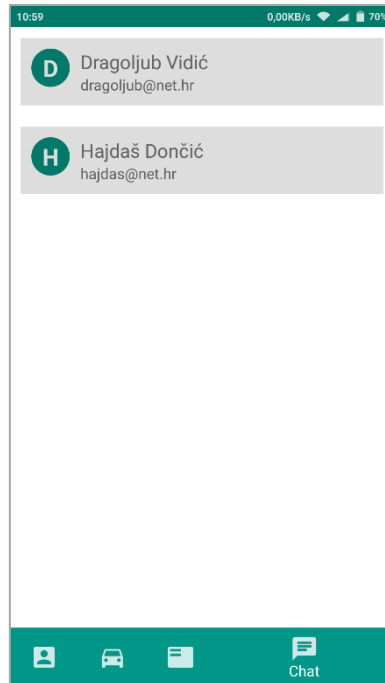 10:59 0,00KB/s 70%
D
Dragoljub Vidić
dragoljub@net.hr
H
Hajdaš Dončić
hajdas@net.hr
Chat